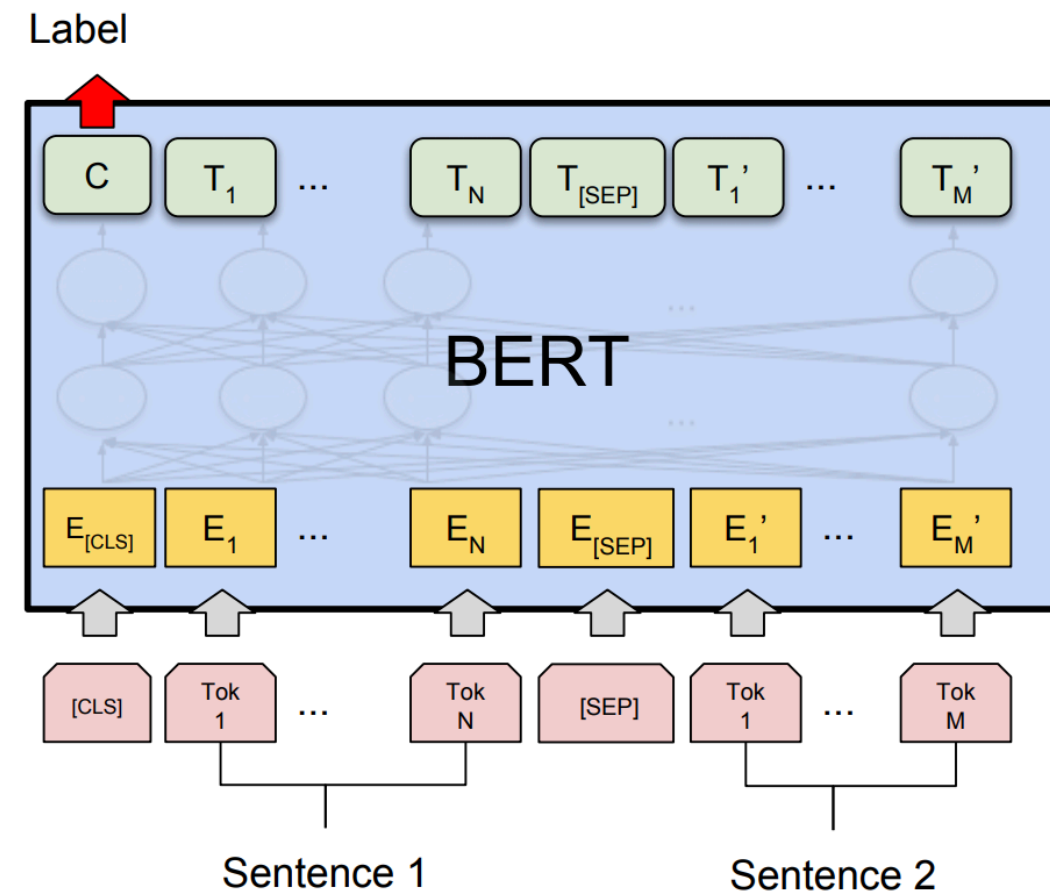 Label
C T1 ... TN T[SEP] T1' ... TM'
...
BERT
...
E[CLS] E1 ... EN E[SEP] E1' ... EM'
[CLS] Tok 1 ... Tok N [SEP] Tok 1 ... Tok M
Sentence 1 Sentence 2